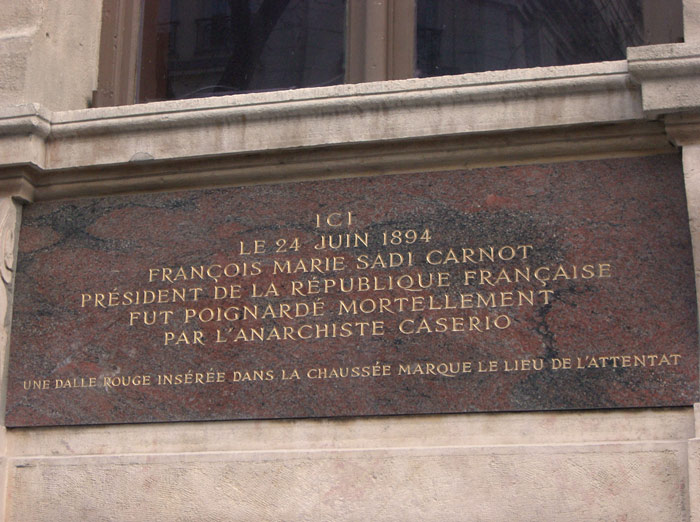 ICI
LE 24 JUIN 1894
FRANÇOIS MARIE SADI CARNOT
PRÉSIDENT DE LA RÉPUBLIQUE FRANÇAISE
FUT POIGNARDÉ MORTELLEMENT
PAR L'ANARCHISTE CASERIO
UNE DALLE ROUGE INSÉRÉE DANS LA CHAUSSÉE MARQUE LE LIEU DE L'ATTENTAT